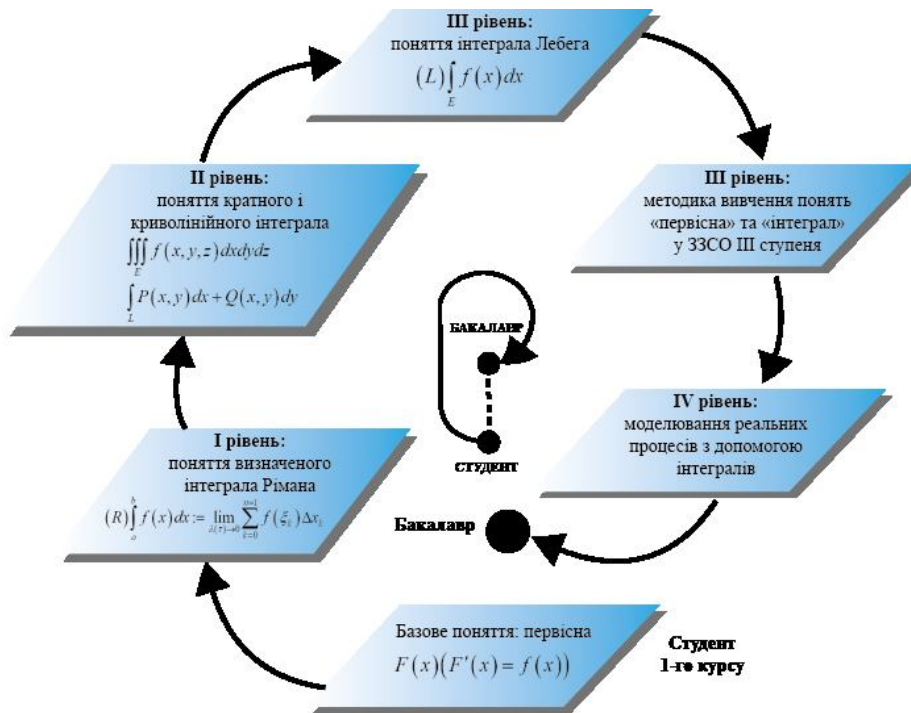 III рівень:
поняття інтеграла Лебега
(L)∫_E f(x)dx
II рівень:
поняття кратного і
криволінійного інтеграла
∭_E f(x, y, z)dxdydz
∫_L P(x, y)dx + Q(x, y)dy
III рівень:
методика вивчення понять
«первісна» та «інтеграл»
у ЗЗСО III ступеня
БАКАЛАВР
СТУДЕНТ
I рівень:
поняття визначеного
інтеграла Рімана
(R)∫_a^b f(x)dx := lim_{λ(τ)→0} ∑_{k=0}^{n−1} f(ξ_k)Δx_k
IV рівень:
моделювання реальних
процесів з допомогою
інтегралів
Бакалавр
Базове поняття: первісна
F(x)(F′(x) = f(x))
Студент
1-го курсу